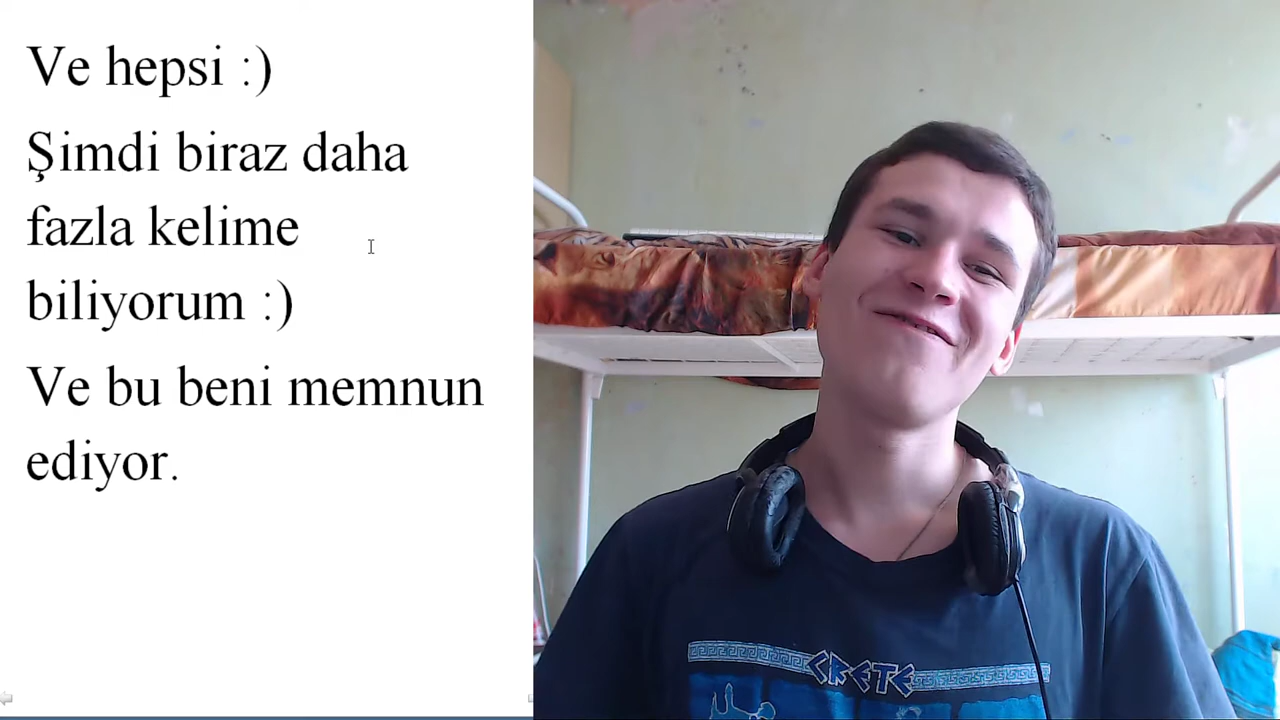 Ve hepsi :)
Şimdi biraz daha
fazla kelime
biliyorum :)
Ve bu beni memnun
ediyor.
CRETE